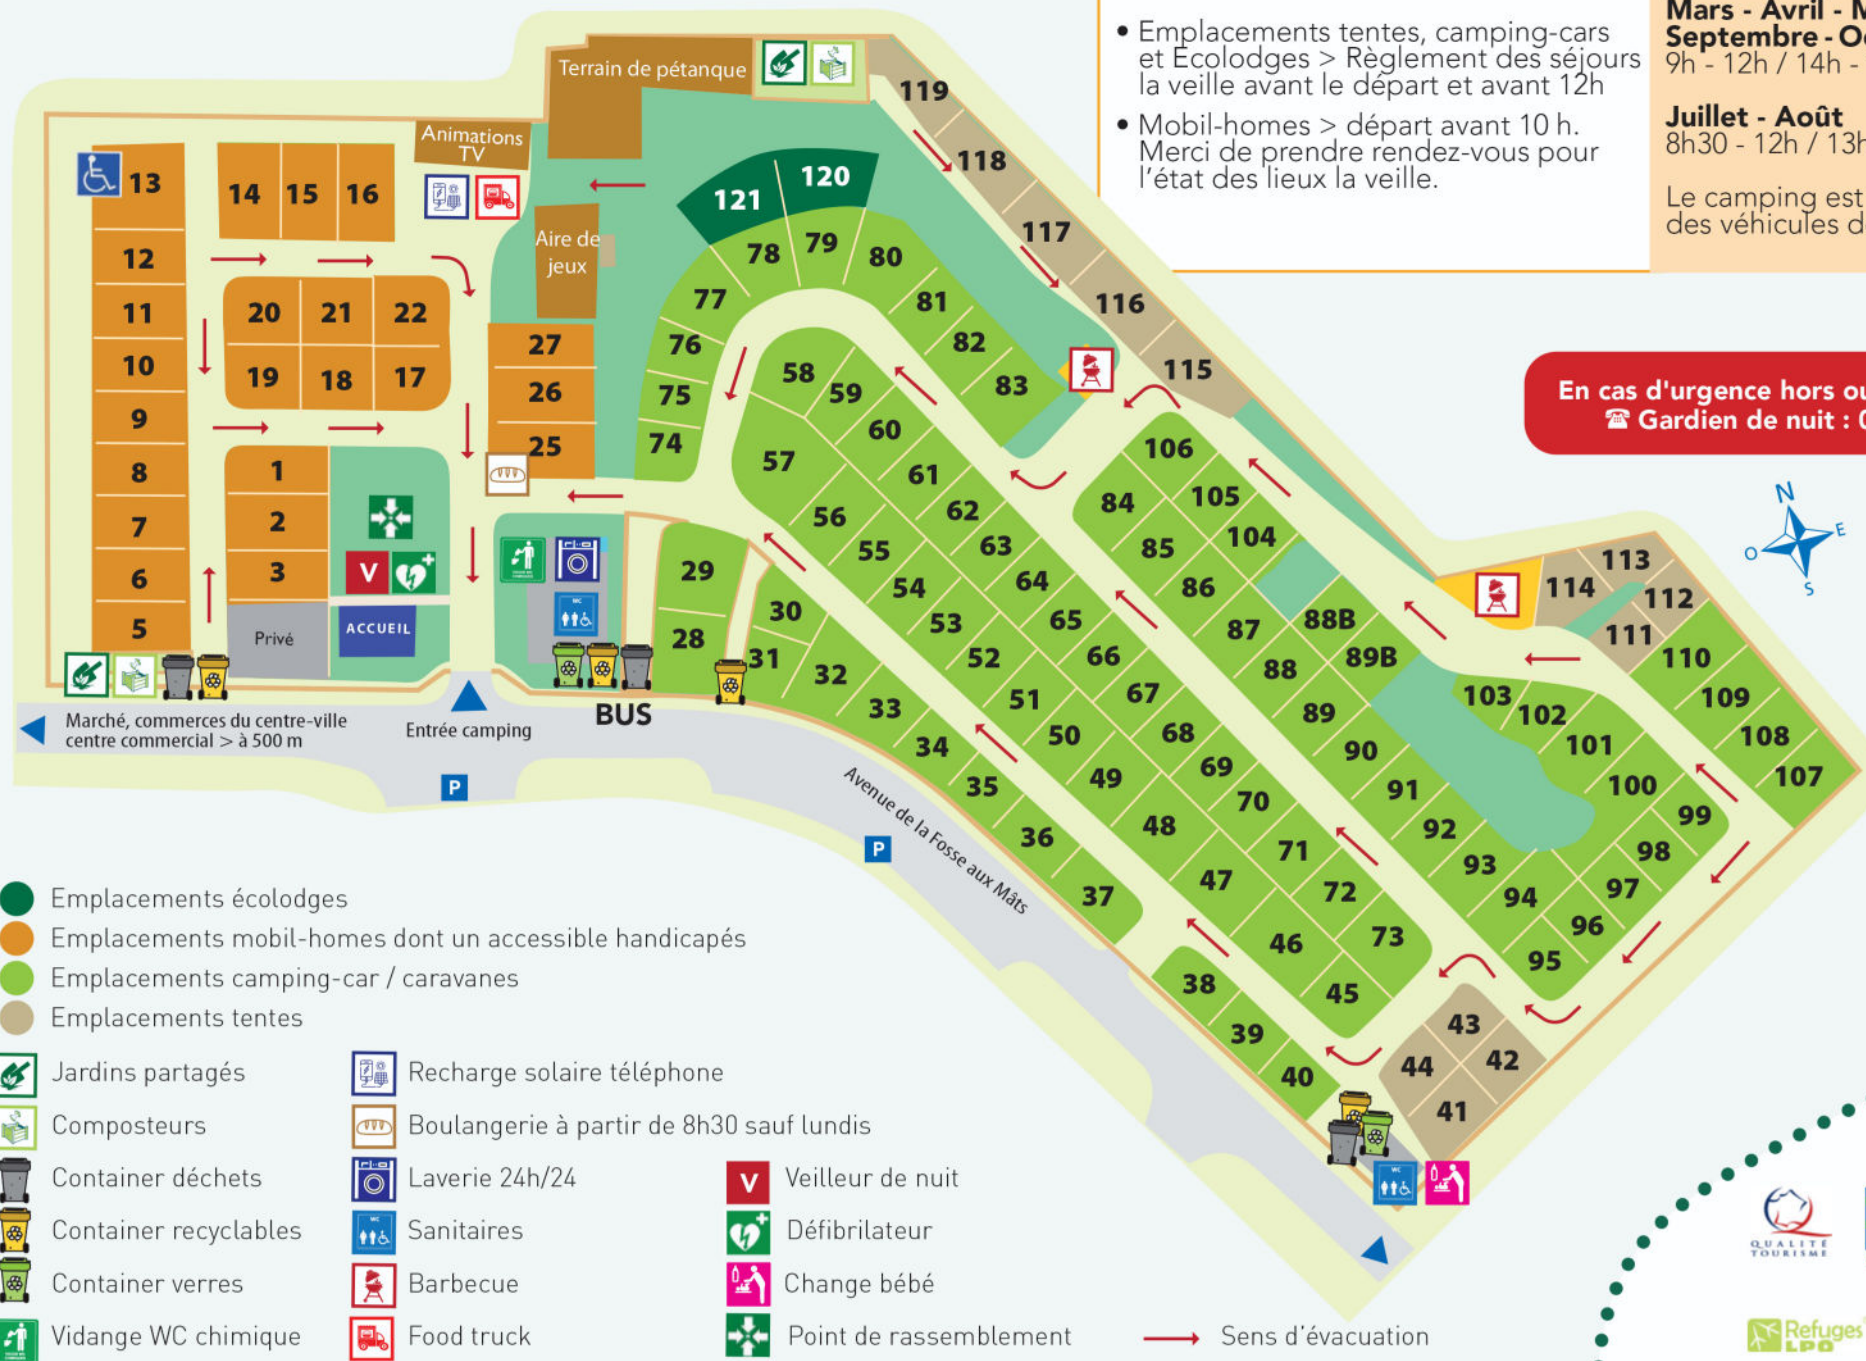 • Emplacements tentes, camping-cars
et Ecolodges > Règlement des séjours
la veille avant le départ et avant 12h
• Mobil-homes > départ avant 10 h.
Merci de prendre rendez-vous pour
l'état des lieux la veille.
Mars - Avril -
Septembre -
9h - 12h / 14h -
Juillet - Août
8h30 - 12h /
Le camping est
des véhicules
En cas d'urgence hors
☎ Gardien de nuit :
N
E
S
O
Terrain de pétanque
Animations
TV
Aire de
jeux
119
118
117
116
115
121
120
13
14
15
16
12
11
10
9
8
7
6
5
20
21
22
19
18
17
27
26
25
1
2
3
V
Privé
ACCUEIL
WC
77
78
79
80
81
82
83
76
75
74
58
59
60
61
62
63
64
65
66
67
68
69
70
71
72
73
57
56
55
54
53
52
51
50
49
48
47
46
45
106
105
104
84
85
86
87
88
88B
89B
89
90
91
92
93
94
95
96
97
98
99
100
101
102
103
114
113
112
111
110
109
108
107
29
28
30
31
32
33
34
35
36
37
38
39
40
43
44
42
41
WC
Marché, commerces du centre-ville
centre commercial > à 500 m
Entrée camping
BUS
P
P
Avenue de la Fosse aux Mâts
Emplacements écolodges
Emplacements mobil-homes dont un accessible handicapés
Emplacements camping-car / caravanes
Emplacements tentes
Jardins partagés
Composteurs
Container déchets
Container recyclables
Container verres
Vidange WC chimique
Recharge solaire téléphone
Boulangerie à partir de 8h30 sauf lundis
Laverie 24h/24
WC
Sanitaires
Barbecue
Food truck
V
Veilleur de nuit
Défibrilateur
Change bébé
Point de rassemblement
Sens d'évacuation
QUALITÉ
TOURISME
Refuges
LPO